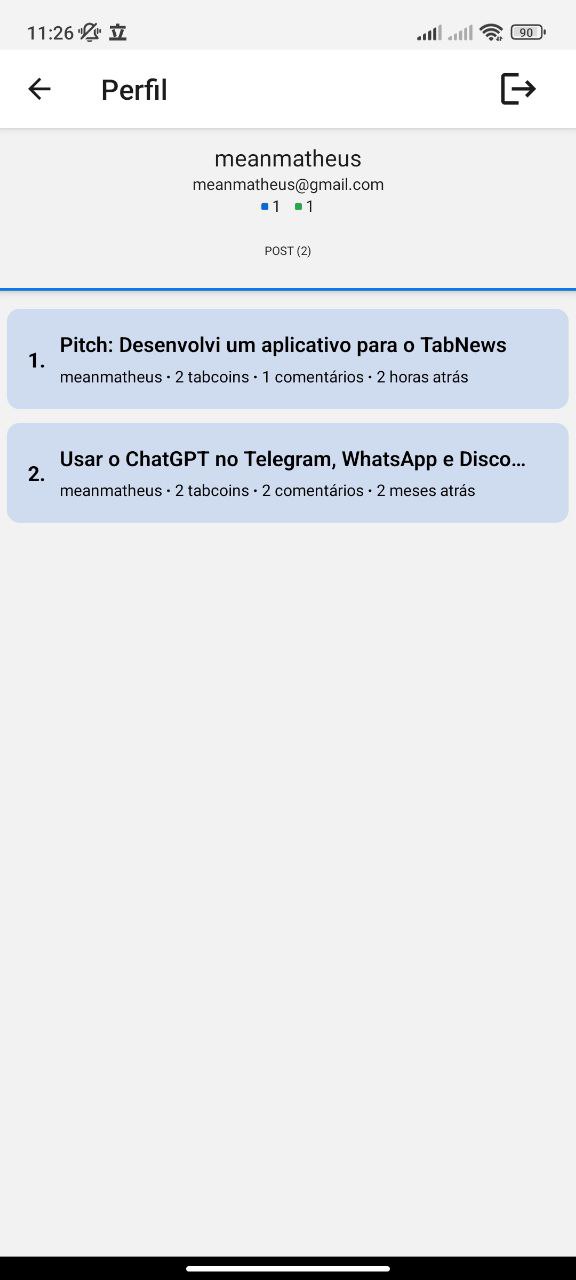 11:26
90
Perfil
meanmatheus
meanmatheus@gmail.com
1 1
POST (2)
1.
Pitch: Desenvolvi um aplicativo para o TabNews
meanmatheus • 2 tabcoins • 1 comentários • 2 horas atrás
2.
Usar o ChatGPT no Telegram, WhatsApp e Disco...
meanmatheus • 2 tabcoins • 2 comentários • 2 meses atrás